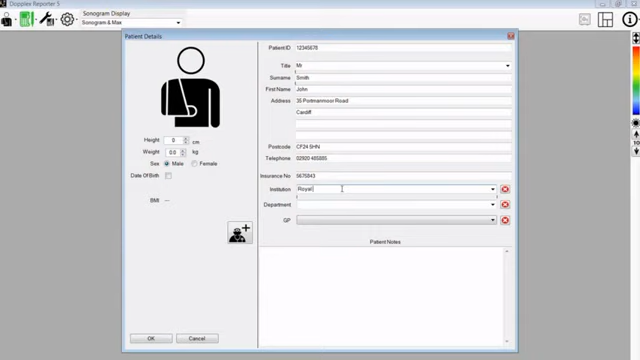 Dopplex Reporter 5
Sonogram Display
Sonogram & Max
Patient Details
Patient ID 12345678
Title Mr
Surname Smith
First Name John
Address 35 Portmanmoor Road
Cardiff
Postcode CF24 5HN
Telephone 02920 485885
Insurance No 5675843
Institution Royal
Department
GP
Patient Notes
Height 0 cm
Weight 0.0 kg
Sex Male Female
Date Of Birth
BMI --
OK Cancel
10